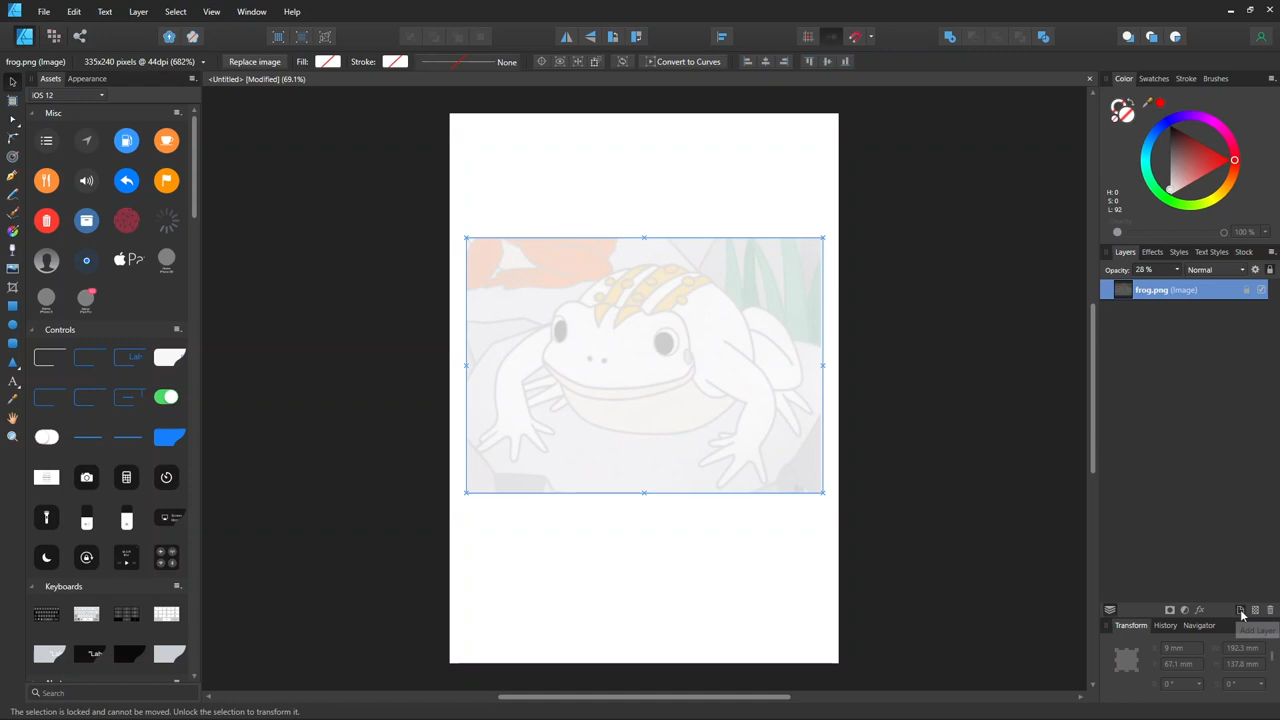 File Edit Text Layer Select View Window Help
frog.png (Image) 335x240 pixels @ 44dpi (682%) Replace image Fill: Stroke: None Convert to Curves
Assets Appearance <Untitled> [Modified] (69.1%) Color Swatches Stroke Brushes
iOS 12
Misc
H: 0
S: 0
L: 92
Opacity
100 %
Layers Effects Styles Text Styles Stock
Opacity: 28 % Normal
frog.png (Image)
Controls
Keyboards
Add Layer
Transform History Navigator
X: 9 mm W: 192.3 mm
Y: 67.1 mm H: 137.8 mm
0 ° 0 °
Search
The selection is locked and cannot be moved. Unlock the selection to transform it.